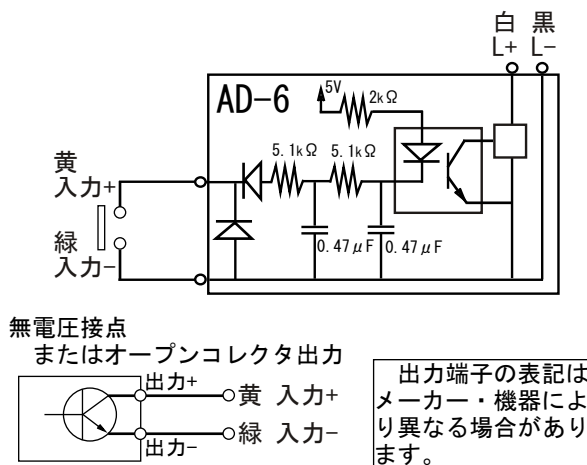 白 黒
L+ L-
AD-6
5V
2kΩ
5.1kΩ 5.1kΩ
黄
入力+
緑
入力-
0.47μF 0.47μF
無電圧接点
またはオープンコレクタ出力
出力+
黄 入力+
緑 入力-
出力-
出力端子の表記は
メーカー・機器によ
り異なる場合があり
ます。